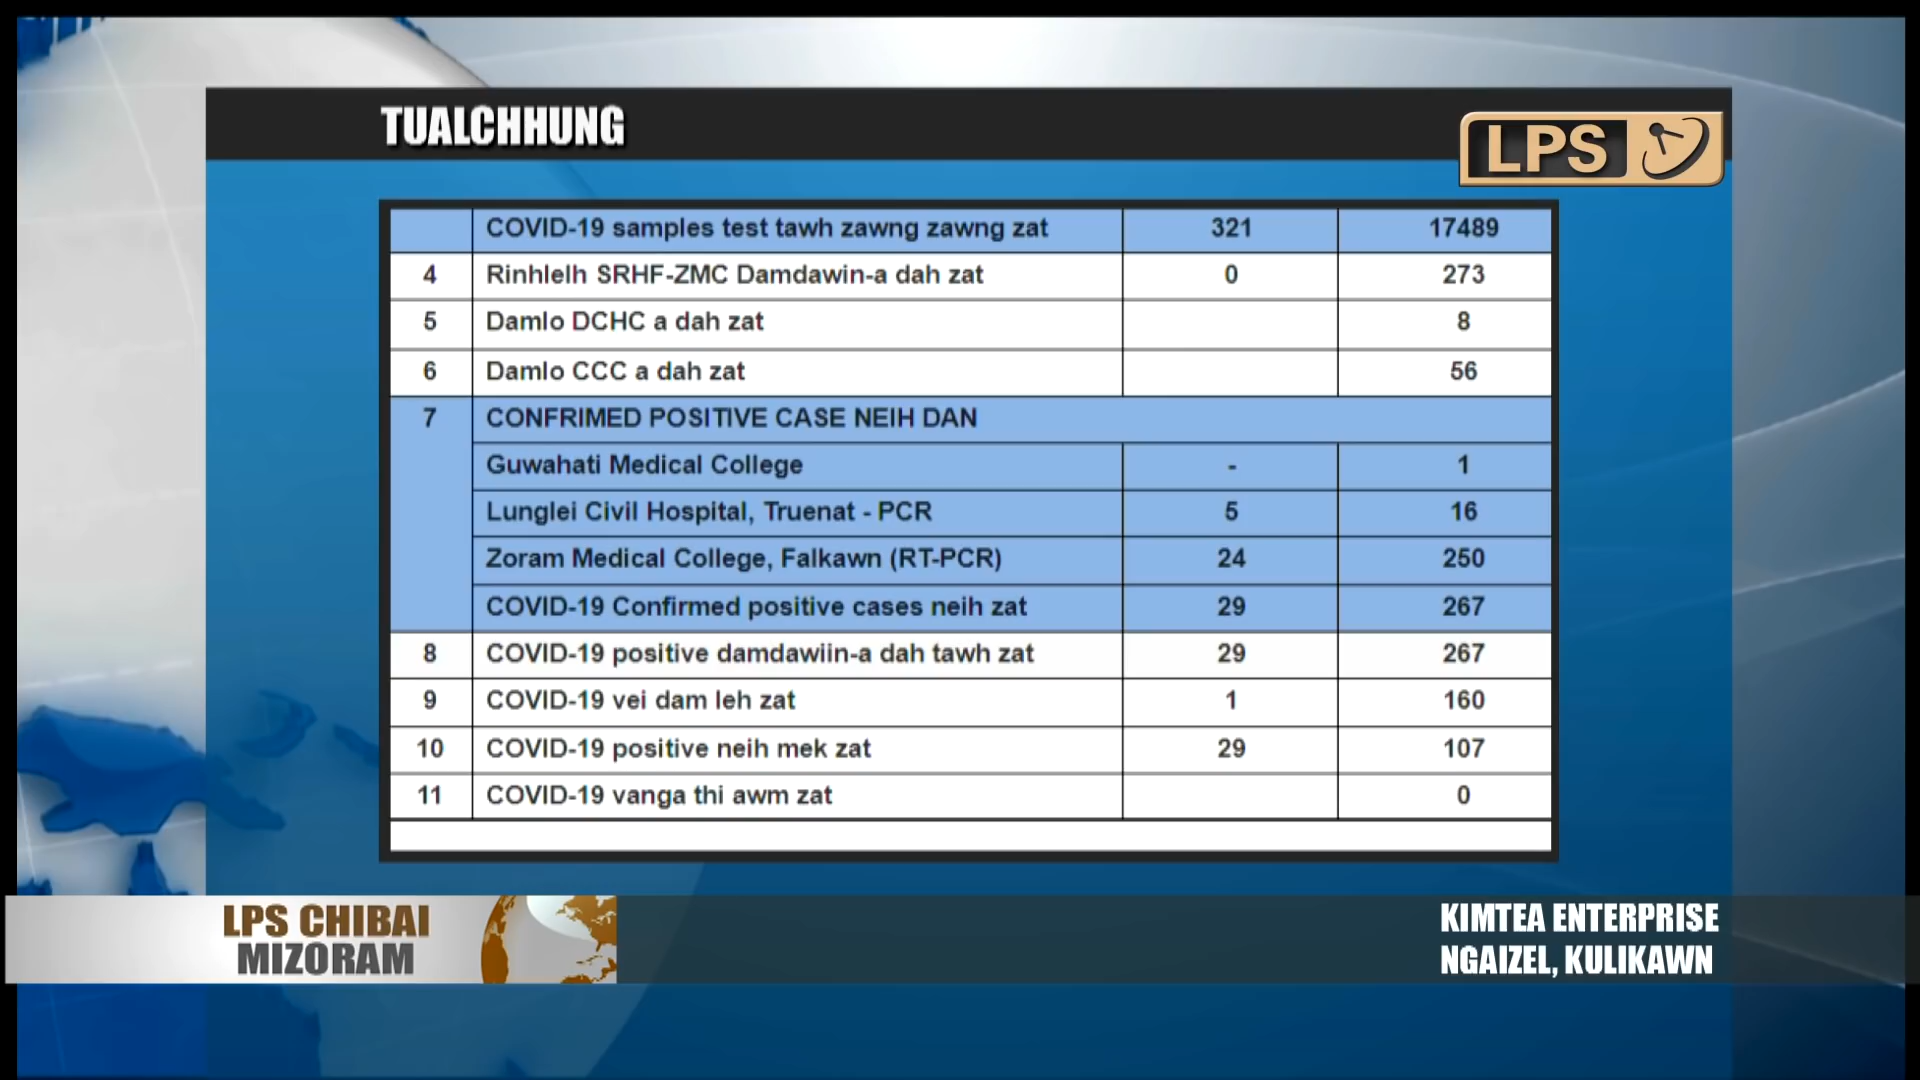 TUALCHHUNG
LPS
COVID-19 samples test tawh zawng zawng zat 321 17489
4 Rinhlelh SRHF-ZMC Damdawin-a dah zat 0 273
5 Damlo DCHC a dah zat 8
6 Damlo CCC a dah zat 56
7 CONFRIMED POSITIVE CASE NEIH DAN
Guwahati Medical College - 1
Lunglei Civil Hospital, Truenat - PCR 5 16
Zoram Medical College, Falkawn (RT-PCR) 24 250
COVID-19 Confirmed positive cases neih zat 29 267
8 COVID-19 positive damdawiin-a dah tawh zat 29 267
9 COVID-19 vei dam leh zat 1 160
10 COVID-19 positive neih mek zat 29 107
11 COVID-19 vanga thi awm zat 0
LPS CHIBAI
MIZORAM
KIMTEA ENTERPRISE
NGAIZEL, KULIKAWN